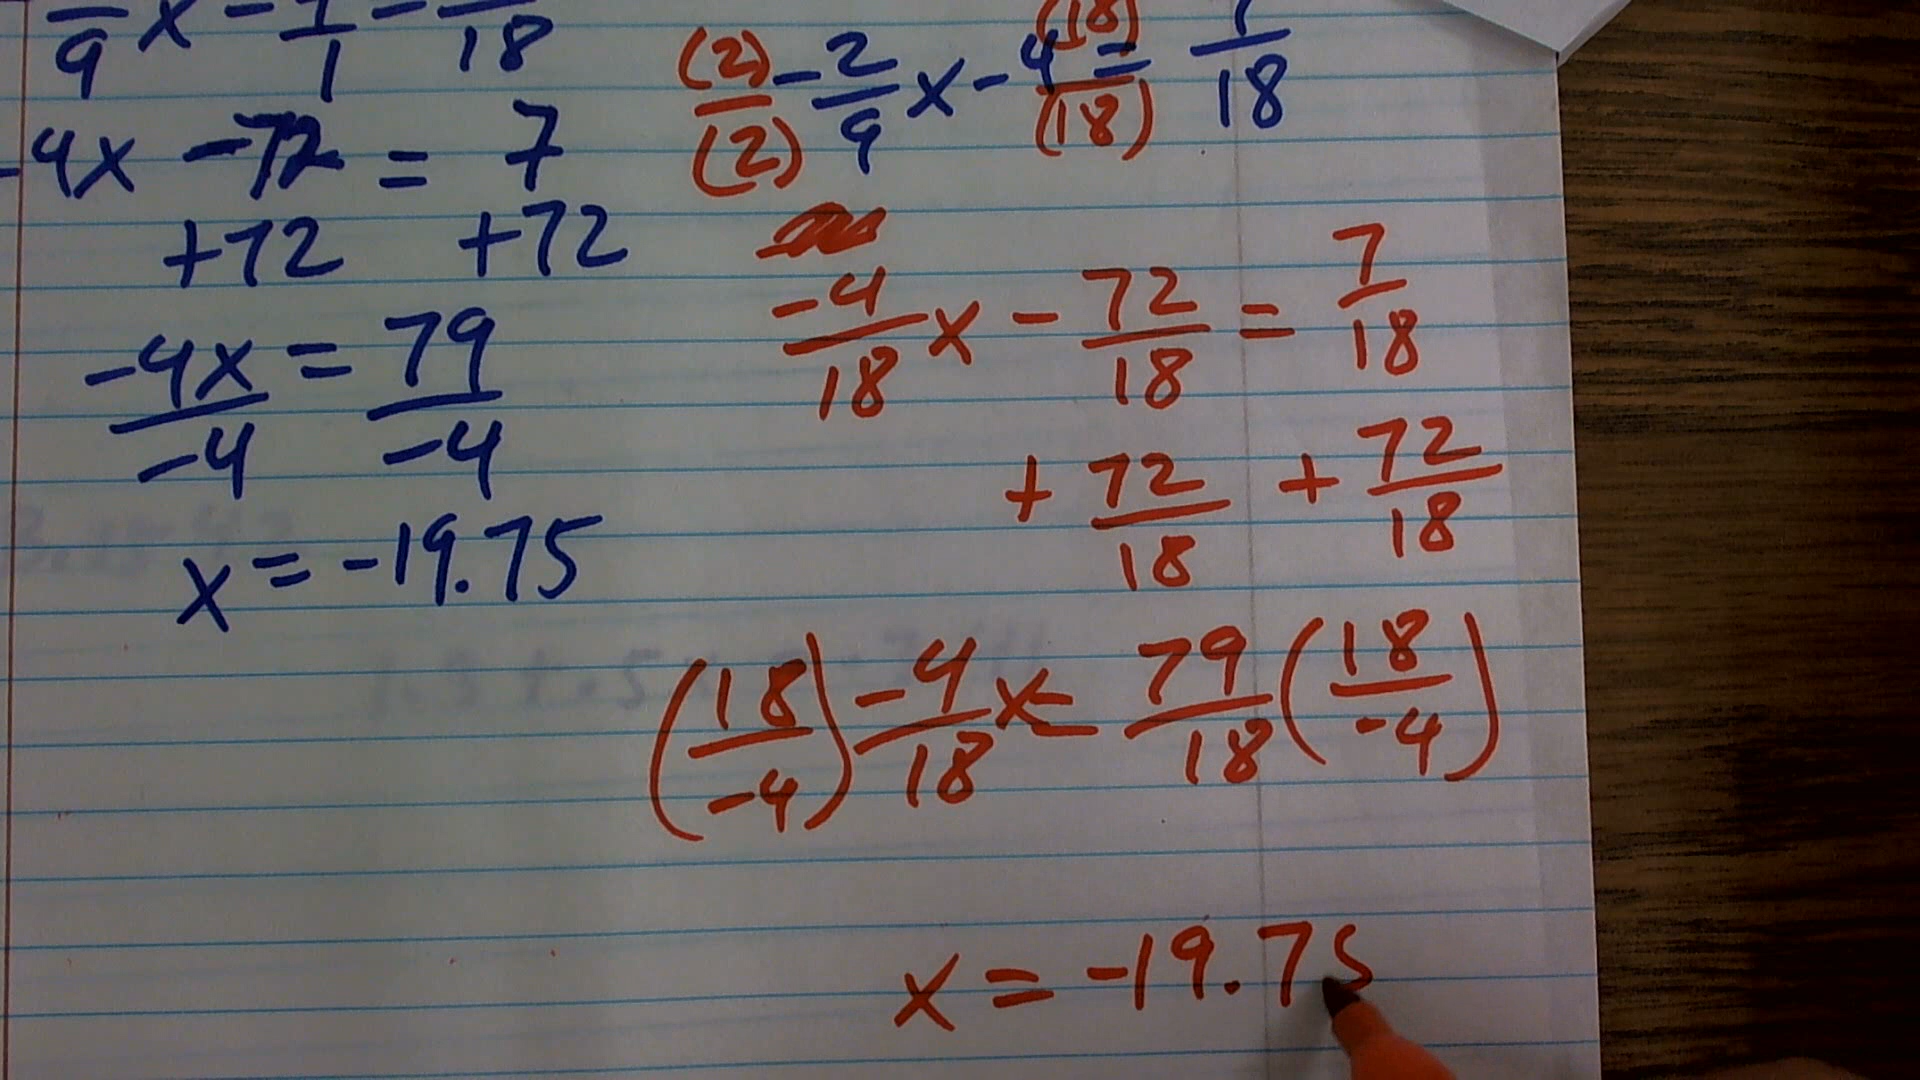 9 x - 1 = 18
-4x - 72 = 7
+72 +72
-4x = 79
-4 -4
x = -19.75
(2) - 2 x - 4 (18) =
(2) 9 (18) 18
-4 x - 72 = 7
18 18 18
+ 72 + 72
18 18
(18) -4 x = 79 (18)
-4 18 18 -4
x = -19.75